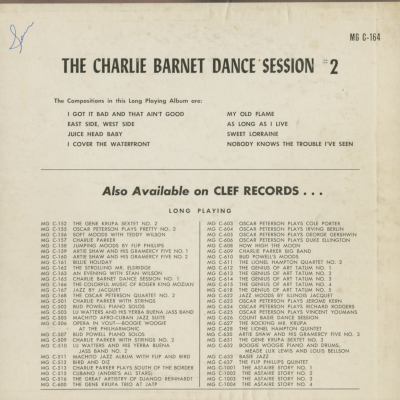 MG C-164
THE CHARLIE BARNET DANCE SESSION #2
The Compositions in this Long Playing Album are:
I GOT IT BAD AND THAT AIN'T GOOD
EAST SIDE, WEST SIDE
JUICE HEAD BABY
I COVER THE WATERFRONT
MY OLD FLAME
AS LONG AS I LIVE
SWEET LORRAINE
NOBODY KNOWS THE TROUBLE I'VE SEEN
Also Available on CLEF RECORDS . . .
LONG PLAYING
MG C-152 THE GENE KRUPA SEXTET NO. 2
MG C-155 OSCAR PETERSON PLAYS PRETTY NO. 2
MG C-156 SOFT MOODS WITH TEDDY WILSON
MG C-157 CHARLIE PARKER
MG C-158 JUMPING MOODS BY FLIP PHILLIPS
MG C-159 ARTIE SHAW AND HIS GRAMERCY FIVE NO. 1
MG C-160 ARTIE SHAW AND HIS GRAMERCY FIVE NO. 2
MG C-161 BILLIE HOLIDAY
MG C-162 THE STROLLING MR. ELDRIDGE
MG C-163 AN EVENING WITH STAN WILSON
MG C-165 CHARLIE BARNET DANCE SESSION NO. 1
MG C-166 THE COLORFUL MUSIC OF ROGER KING MOZIAN
MG C-167 JAZZ BY JACQUET
MG C-168 THE OSCAR PETERSON QUARTET NO. 2
MG C-501 CHARLIE PARKER WITH STRINGS
MG C-502 BUD POWELL PIANO SOLOS
MG C-503 LU WATTERS AND HIS YERBA BUENA JASS BAND
MG C-505 MACHITO AFRO-CUBAN JAZZ SUITE
MG C-506 OPERA IN VOUT—BOOGIE WOOGIE
AT THE PHILHARMONIC
MG C-507 BUD POWELL PIANO SOLOS
MG C-509 CHARLIE PARKER WITH STRINGS NO. 2
MG C-510 LU WATTERS AND HIS YERBA BUENA
JASS BAND NO. 2
MG C-511 MACHITO JAZZ ALBUM WITH FLIP AND BIRD
MG C-512 BIRD AND DIZ
MG C-513 CHARLIE PARKER PLAYS SOUTH OF THE BORDER
MG C-515 CUBANO (ANDRE'S ALL STARS)
MG C-516 THE GREAT ARTISTRY OF DJANGO REINHARDT
MG C-600 THE GENE KRUPA TRIO AT JATP
MG C-603 OSCAR PETERSON PLAYS COLE PORTER
MG C-604 OSCAR PETERSON PLAYS IRVING BERLIN
MG C-605 OSCAR PETERSON PLAYS GEORGE GERSHWIN
MG C-606 OSCAR PETERSON PLAYS DUKE ELLINGTON
MG C-608 HOW HIGH THE MOON
MG C-609 CHARLIE PARKER BIG BAND
MG C-610 BUD POWELL'S MOODS
MG C-611 THE LIONEL HAMPTON QUARTET NO. 2
MG C-612 THE GENIUS OF ART TATUM NO. 1
MG C-613 THE GENIUS OF ART TATUM NO. 2
MG C-614 THE GENIUS OF ART TATUM NO. 3
MG C-615 THE GENIUS OF ART TATUM NO. 4
MG C-618 THE GENIUS OF ART TATUM NO. 5
MG C-622 JAZZ MOODS BY ILLINOIS JACQUET
MG C-623 OSCAR PETERSON PLAYS JEROME KERN
MG C-624 OSCAR PETERSON PLAYS RICHARD RODGERS
MG C-625 OSCAR PETERSON PLAYS VINCENT YOUMANS
MG C-626 COUNT BASIE DANCE SESSION
MG C-627 THE ROCKING MR. KRUPA
MG C-628 THE LIONEL HAMPTON QUINTET
MG C-630 ARTIE SHAW AND HIS GRAMERCY FIVE NO. 3
MG C-631 THE GENE KRUPA SEXTET NO. 3
MG C-632 BOOGIE WOOGIE PIANO AND DRUMS,
MEADE LUX LEWIS AND LOUIS BELLSON
MG C-633 BASIE JAZZ
MG C-637 THE FLIP PHILLIPS QUINTET
MG C-1001 THE ASTAIRE STORY NO. 1
MG C-1002 THE ASTAIRE STORY NO. 2
MG C-1003 THE ASTAIRE STORY NO. 3
MG C-1004 THE ASTAIRE STORY NO. 4